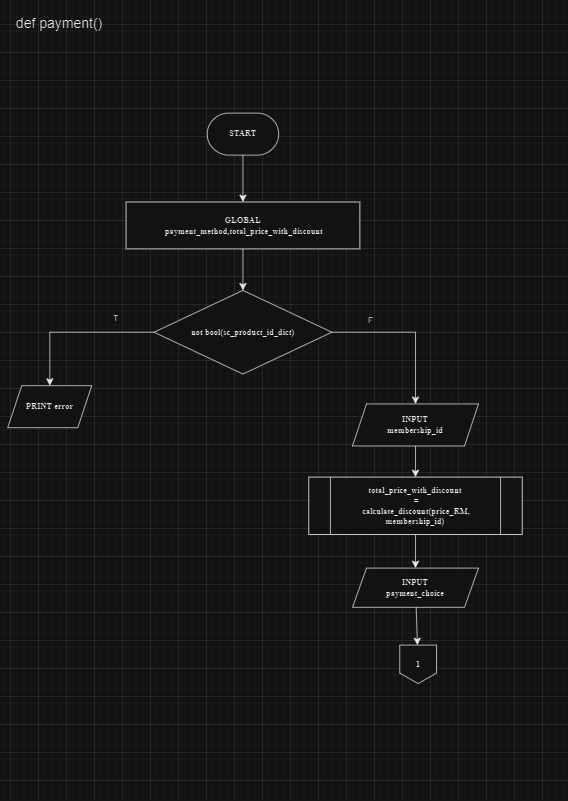 def payment()
START
GLOBAL
payment_method,total_price_with_discount
not bool(sc_product_id_dict)
T
F
PRINT error
INPUT
membership_id
total_price_with_discount
=
calculate_discount(price_RM,
membership_id)
INPUT
payment_choice
1